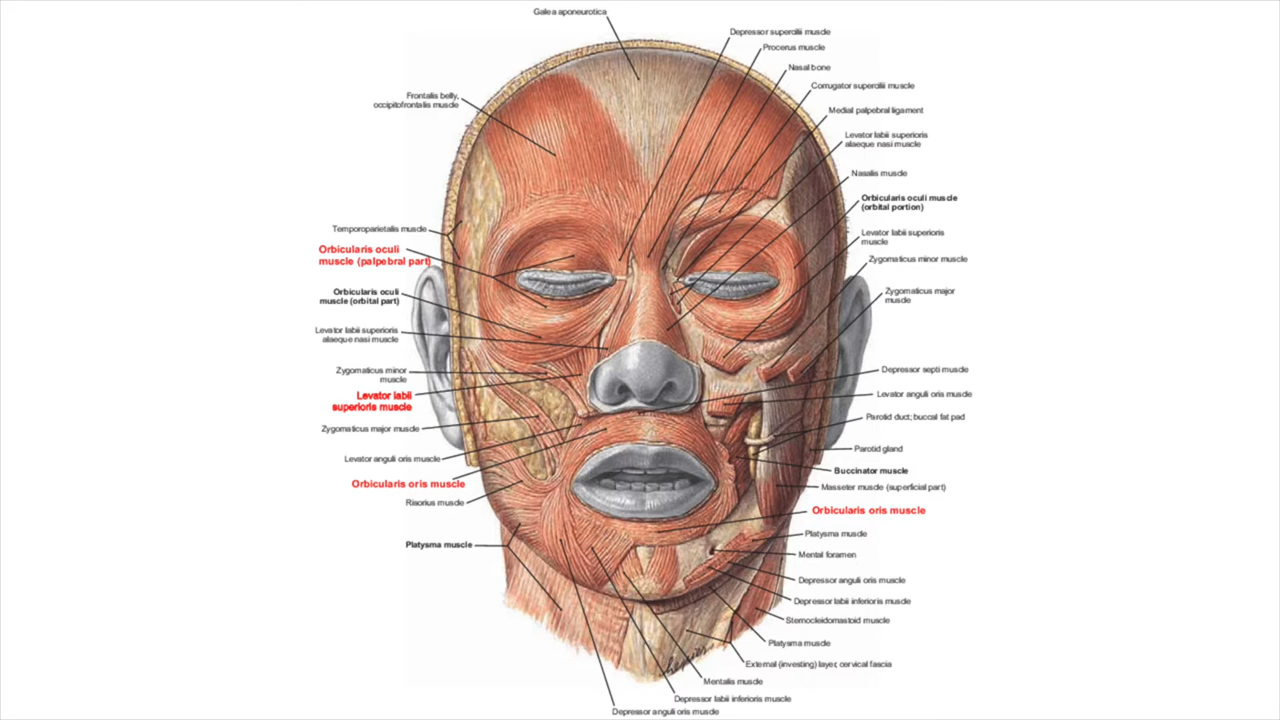 Galea aponeurotica
Depressor supercilii muscle
Procerus muscle
Nasal bone
Corrugator supercilii muscle
Medial palpebral ligament
Levator labii superioris
alaeque nasi muscle
Nasalis muscle
Orbicularis oculi muscle
(orbital portion)
Levator labii superioris
muscle
Zygomaticus minor muscle
Zygomaticus major
muscle
Depressor septi muscle
Levator anguli oris muscle
Parotid duct; buccal fat pad
Parotid gland
Buccinator muscle
Masseter muscle (superficial part)
Orbicularis oris muscle
Platysma muscle
Mental foramen
Depressor anguli oris muscle
Depressor labii inferioris muscle
Sternocleidomastoid muscle
Platysma muscle
External (investing) layer, cervical fascia
Mentalis muscle
Depressor labii inferioris muscle
Depressor anguli oris muscle
Frontalis belly,
occipitofrontalis muscle
Temporoparietalis muscle
Orbicularis oculi
muscle (palpebral part)
Orbicularis oculi
muscle (orbital part)
Levator labii superioris
alaeque nasi muscle
Zygomaticus minor
muscle
Levator labii
superioris muscle
Zygomaticus major muscle
Levator anguli oris muscle
Orbicularis oris muscle
Risorius muscle
Platysma muscle